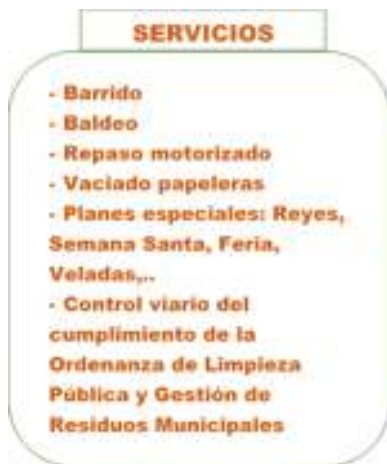 SERVICIOS
- Barrido
- Baldeo
- Repaso motorizado
- Vaciado papeleras
- Planes especiales: Reyes,
Semana Santa, Feria,
Veladas,..
- Control viario del
cumplimiento de la
Ordenanza de Limpieza
Pública y Gestión de
Residuos Municipales